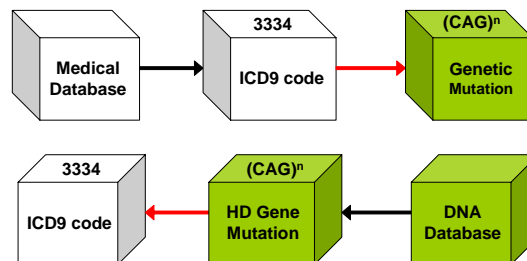 3334
(CAG)ⁿ
Medical
Database
ICD9 code
Genetic
Mutation
3334
(CAG)ⁿ
ICD9 code
HD Gene
Mutation
DNA
Database